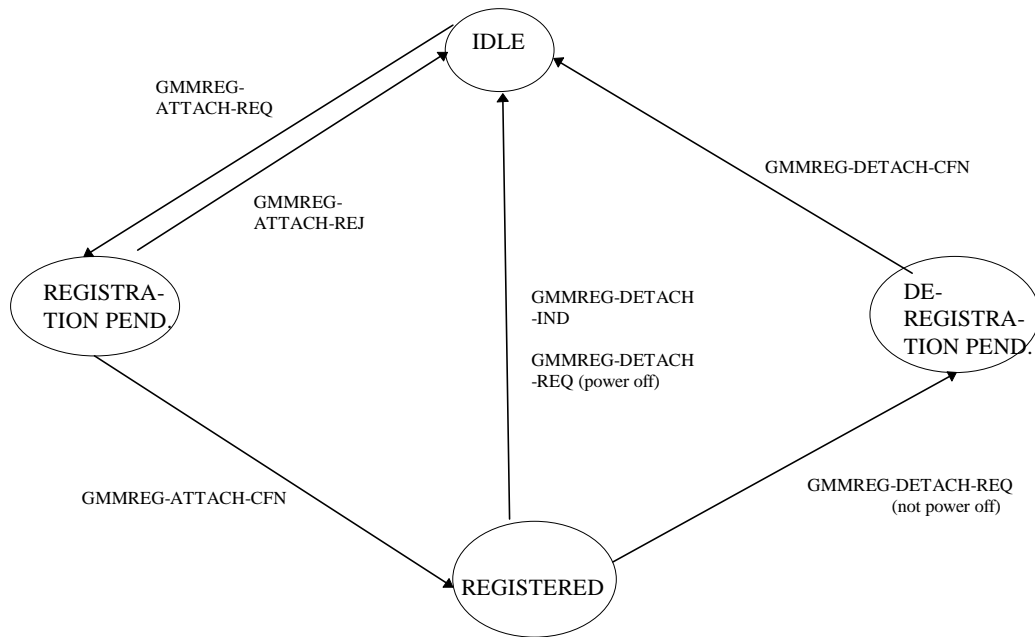 IDLE
GMMREG-
ATTACH-REQ
GMMREG-DETACH-CFN
GMMREG-
ATTACH-REJ
REGISTRA-
TION PEND.
GMMREG-DETACH
-IND
GMMREG-DETACH
-REQ (power off)
DE-
REGISTRA-
TION PEND.
GMMREG-ATTACH-CFN
GMMREG-DETACH-REQ
(not power off)
REGISTERED